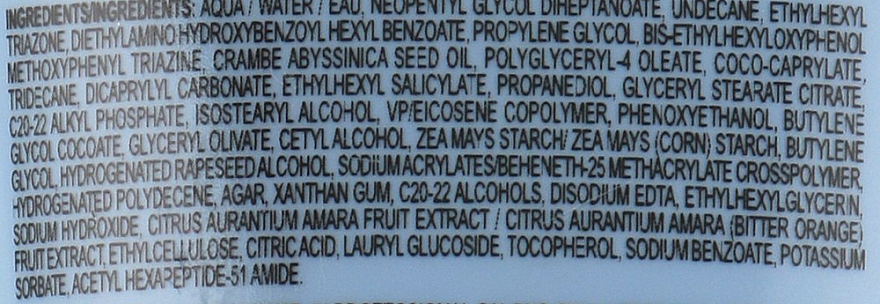 INGREDIENTS/INGREDIENTS: AQUA / WATER / EAU, NEOPENTYL GLYCOL DIHEPTANOATE, UNDECANE, ETHYLHEXYL
TRIAZONE, DIETHYLAMINO HYDROXYBENZOYL HEXYL BENZOATE, PROPYLENE GLYCOL, BIS-ETHYLHEXYLOXYPHENOL
METHOXYPHENYL TRIAZINE, CRAMBE ABYSSINICA SEED OIL, POLYGLYCERYL-4 OLEATE, COCO-CAPRYLATE,
TRIDECANE, DICAPRYLYL CARBONATE, ETHYLHEXYL SALICYLATE, PROPANEDIOL, GLYCERYL STEARATE CITRATE,
C20-22 ALKYL PHOSPHATE, ISOSTEARYL ALCOHOL, VP/EICOSENE COPOLYMER, PHENOXYETHANOL, BUTYLENE
GLYCOL COCOATE, GLYCERYL OLIVATE, CETYL ALCOHOL, ZEA MAYS STARCH/ ZEA MAYS (CORN) STARCH, BUTYLENE
GLYCOL, HYDROGENATED RAPESEED ALCOHOL, SODIUM ACRYLATES/BEHENETH-25 METHACRYLATE CROSSPOLYMER,
HYDROGENATED POLYDECENE, AGAR, XANTHAN GUM, C20-22 ALCOHOLS, DISODIUM EDTA, ETHYLHEXYLGLYCERIN,
SODIUM HYDROXIDE, CITRUS AURANTIUM AMARA FRUIT EXTRACT / CITRUS AURANTIUM AMARA (BITTER ORANGE)
FRUIT EXTRACT, ETHYLCELLULOSE, CITRIC ACID, LAURYL GLUCOSIDE, TOCOPHEROL, SODIUM BENZOATE, POTASSIUM
SORBATE, ACETYL HEXAPEPTIDE-51 AMIDE.